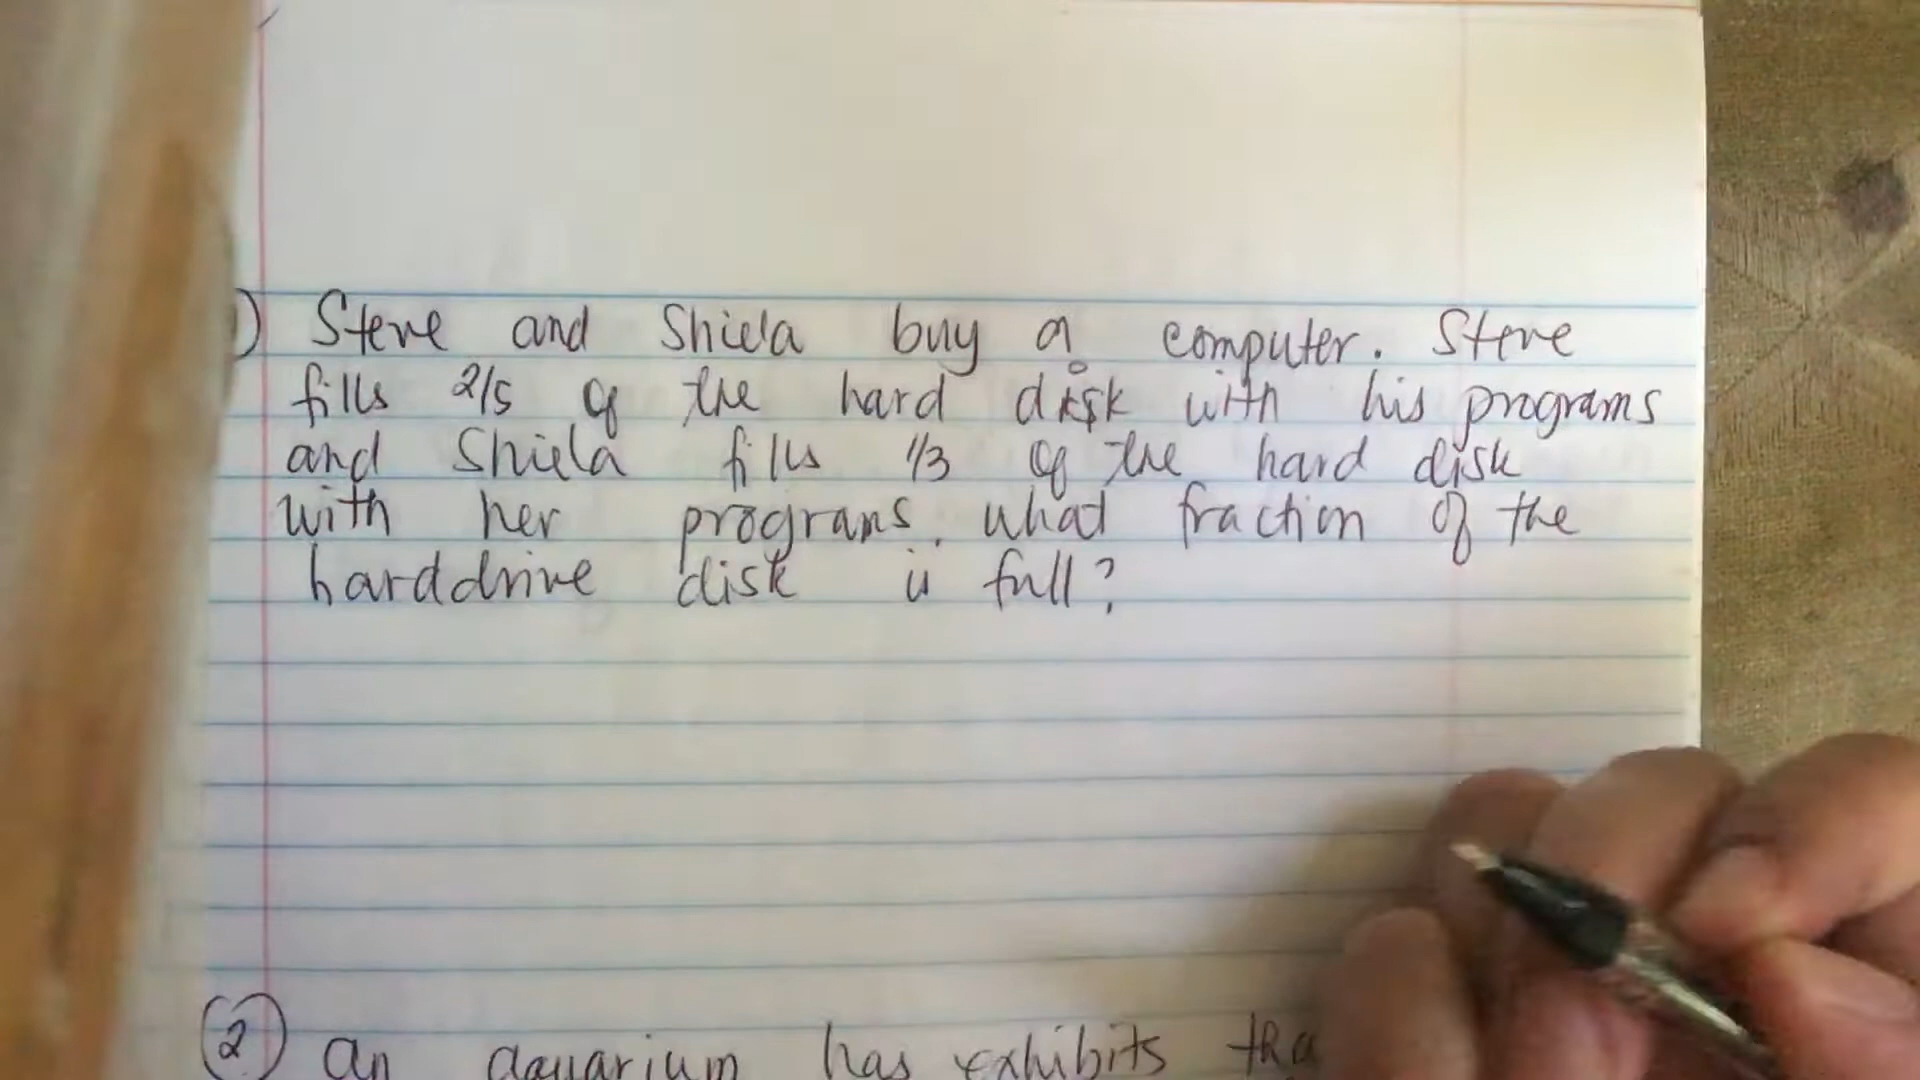 ) Steve and Shiela buy a computer. Steve
fills 2/5 of the hard disk with his programs
and Shiela fills 1/3 of the hard disk
with her programs. what fraction of the
harddrive disk is full?
2 an aquarium has exhibits